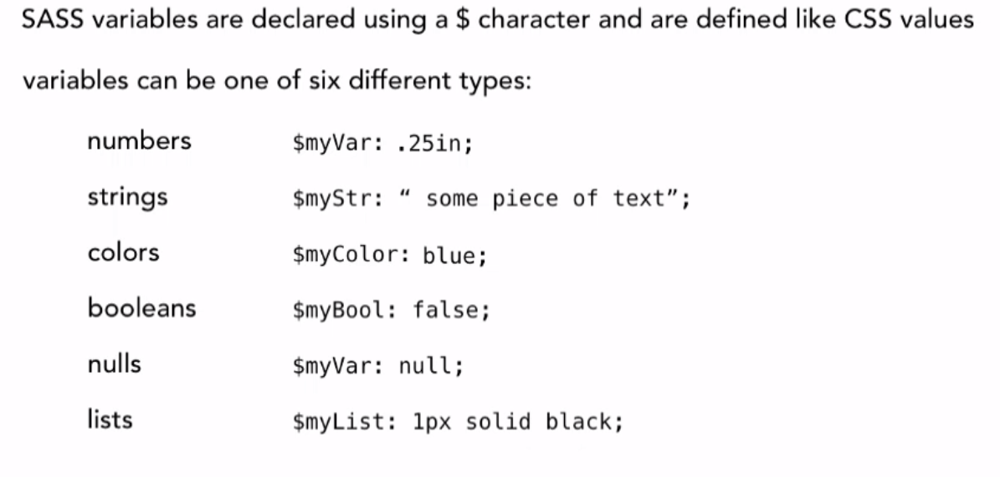 SASS variables are declared using a $ character and are defined like CSS values
variables can be one of six different types:
numbers $myVar: .25in;
strings $myStr: “ some piece of text”;
colors $myColor: blue;
booleans $myBool: false;
nulls $myVar: null;
lists $myList: 1px solid black;